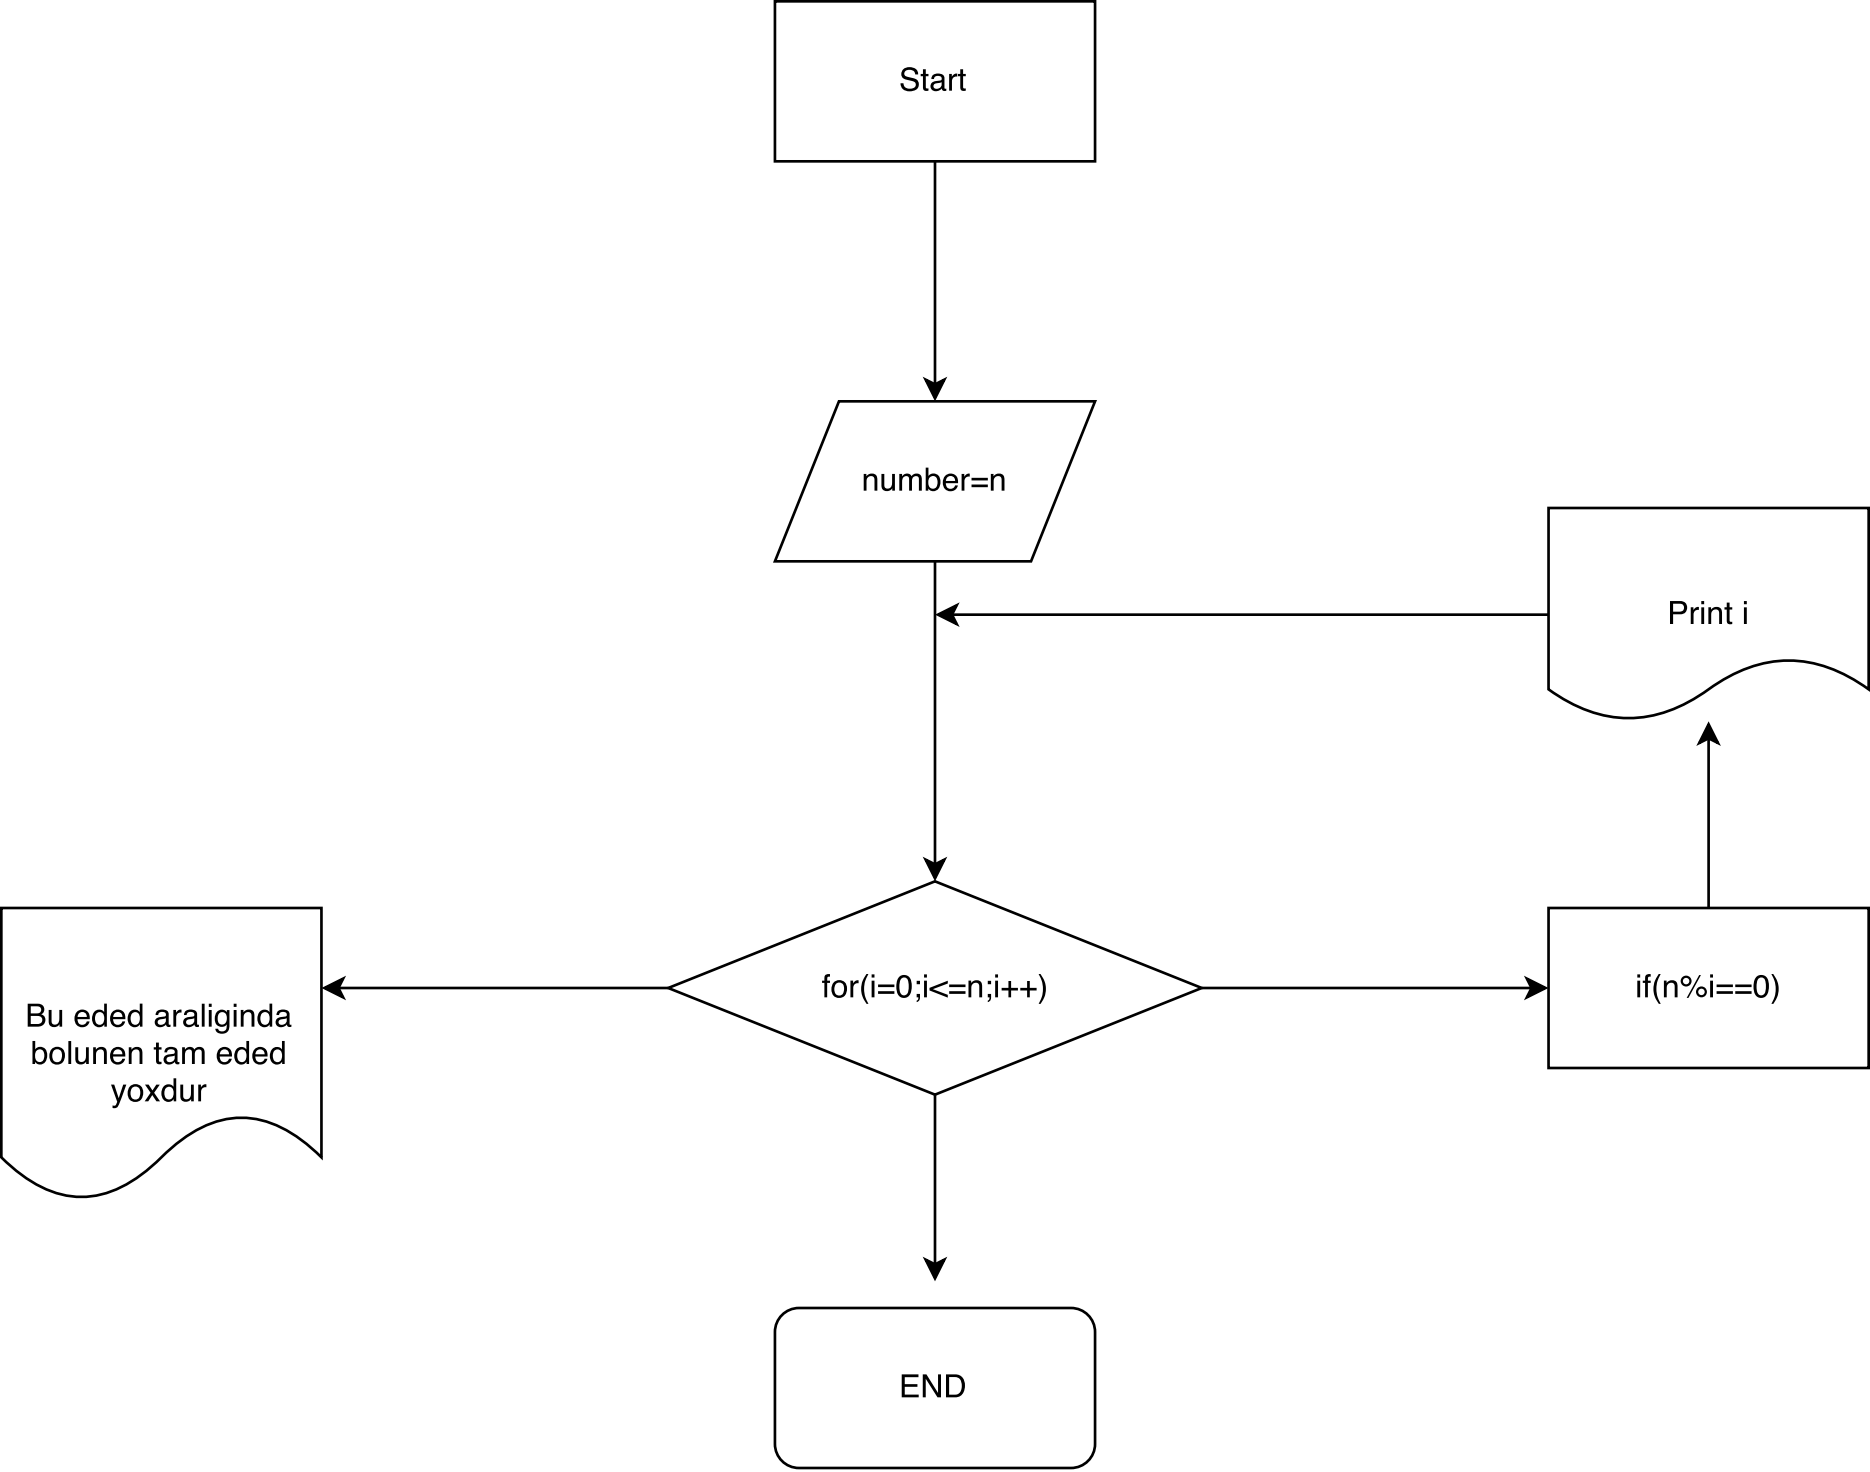 Start
number=n
Print i
for(i=0;i<=n;i++)
if(n%i==0)
Bu eded araliginda
bolunen tam eded
yoxdur
END